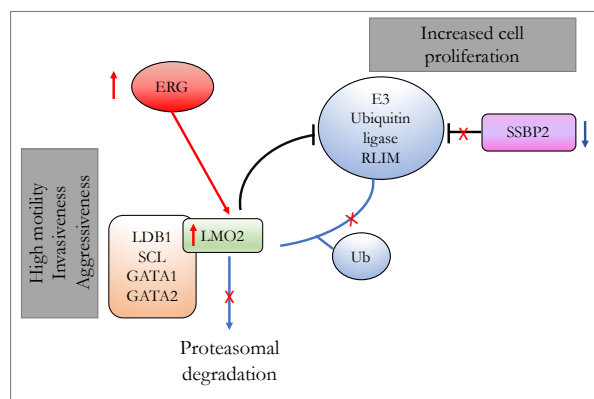 Increased cell
proliferation
ERG
E3
Ubiquitin
ligase
RLIM
SSBP2
High motility
Invasiveness
Aggressiveness
LMO2
LDB1
SCL
GATA1
GATA2
Ub
Proteasomal
degradation